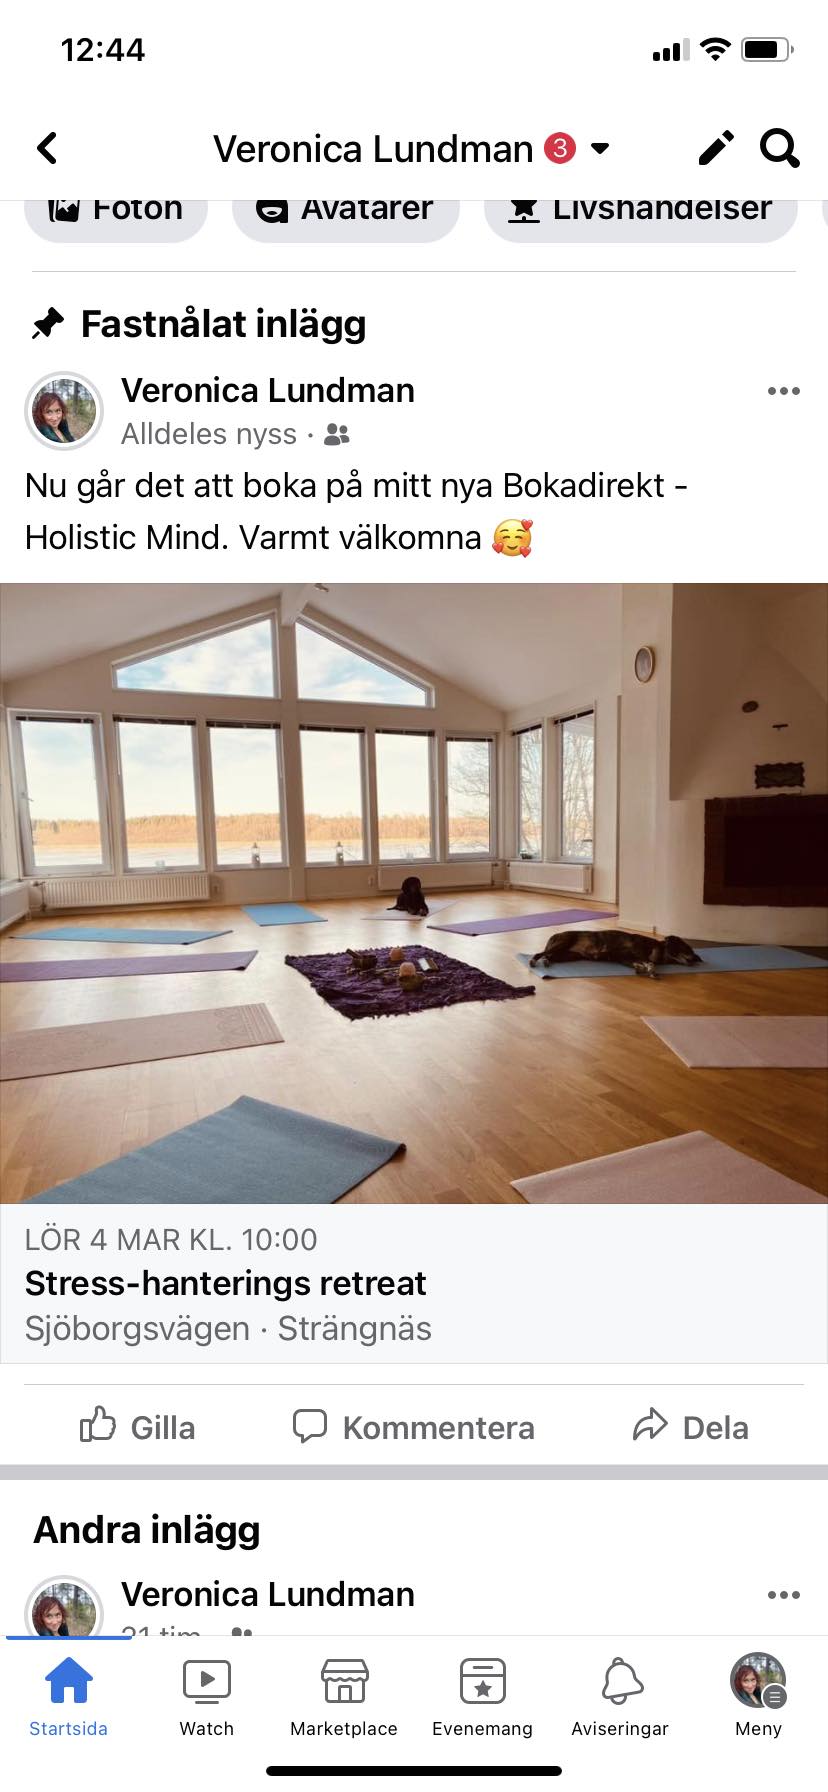 12:44
Veronica Lundman 3
Foton Avatarer Livshändelser
Fastnålat inlägg
Veronica Lundman
Alldeles nyss ·
Nu går det att boka på mitt nya Bokadirekt -
Holistic Mind. Varmt välkomna 🥰
LÖR 4 MAR KL. 10:00
Stress-hanterings retreat
Sjöborgsvägen · Strängnäs
Gilla Kommentera Dela
Andra inlägg
Veronica Lundman
21 tim
Startsida Watch Marketplace Evenemang Aviseringar Meny